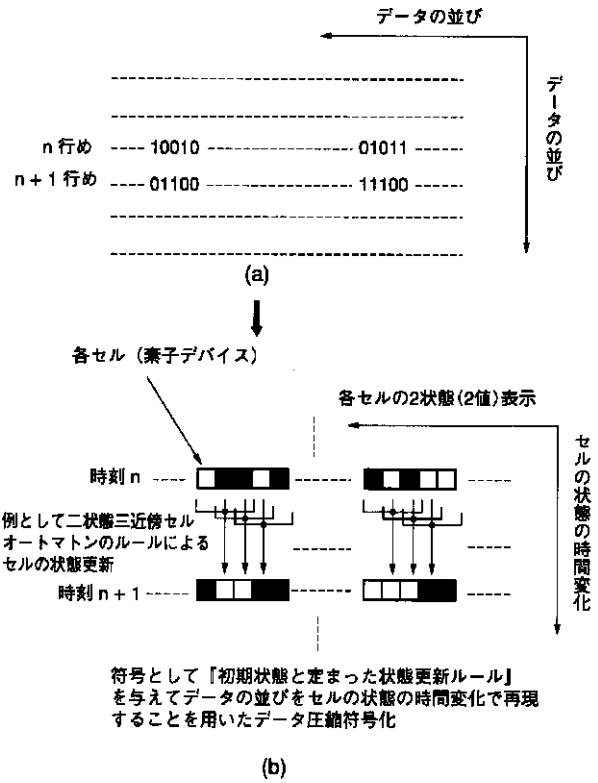 データの並び
データの並び
n 行め 10010 01011
n + 1 行め 01100 11100
(a)
各セル（素子デバイス）
各セルの2状態(2値)表示
セルの状態の時間変化
時刻 n
例として二状態三近傍セル
オートマトンのルールによる
セルの状態更新
時刻 n + 1
符号として『初期状態と定まった状態更新ルール』
を与えてデータの並びをセルの状態の時間変化で再現
することを用いたデータ圧縮符号化
(b)